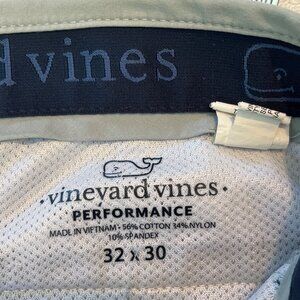 d vines
·vineyard vines·
PERFORMANCE
MADE IN VIETNAM • 56% COTTON 34% NYLON
10% SPANDEX
32 x 30